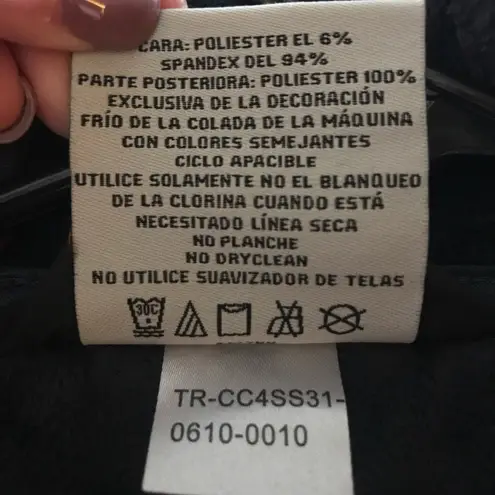 CARA: POLIESTER EL 6%
SPANDEX DEL 94%
PARTE POSTERIORA: POLIESTER 100%
EXCLUSIVA DE LA DECORACIÓN
FRÍO DE LA COLADA DE LA MÁQUINA
CON COLORES SEMEJANTES
CICLO APACIBLE
UTILICE SOLAMENTE NO EL BLANQUEO
DE LA CLORINA CUANDO ESTÁ
NECESITADO LÍNEA SECA
NO PLANCHE
NO DRYCLEAN
NO UTILICE SUAVIZADOR DE TELAS
30C
TR-CC4SS31-
0610-0010